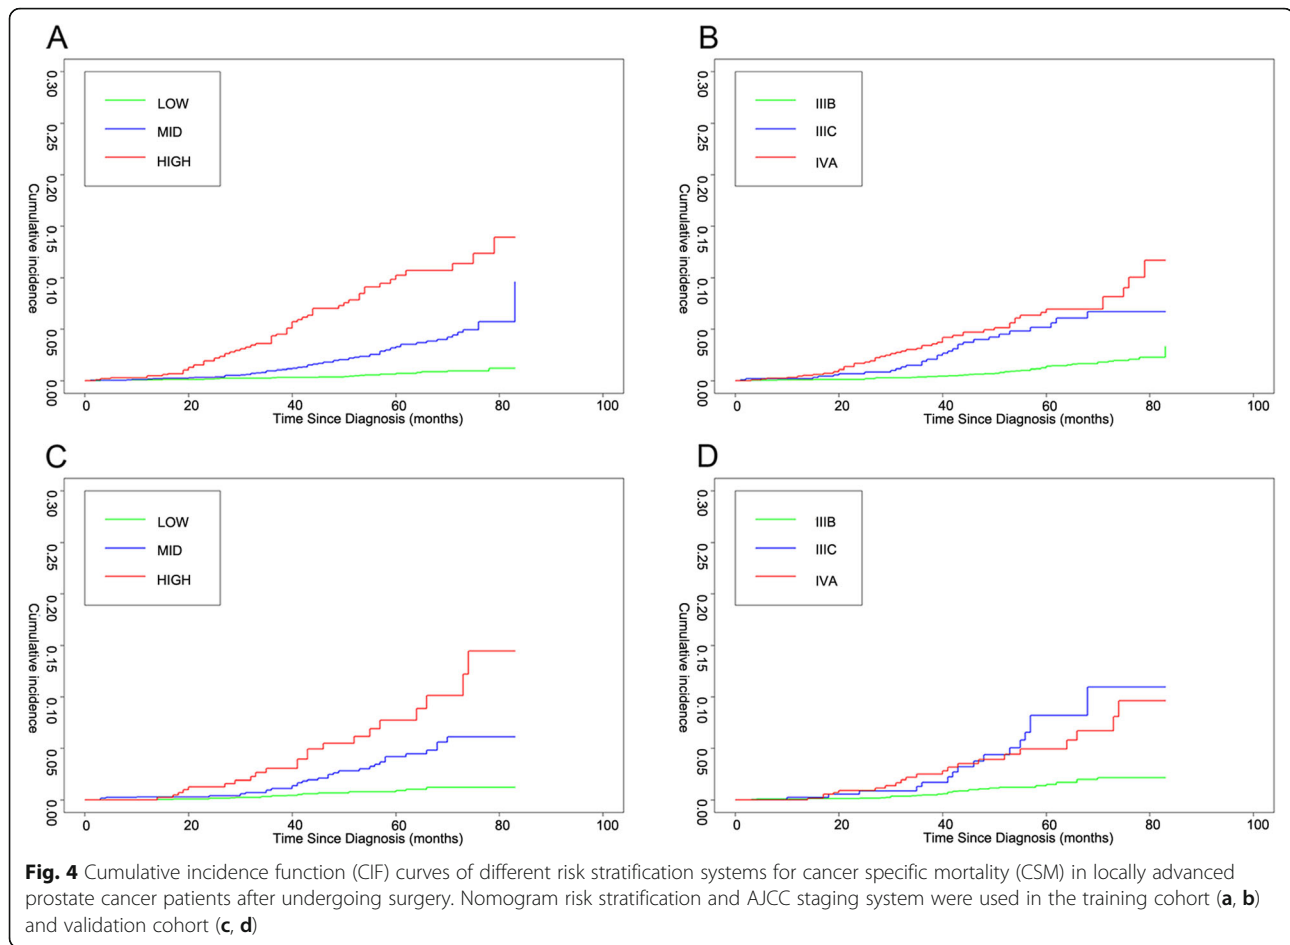 A
LOW
MID
HIGH
Cumulative incidence
0.00 0.05 0.10 0.15 0.20 0.25 0.30
0 20 40 60 80 100
Time Since Diagnosis (months)
B
IIIB
IIIC
IVA
Cumulative incidence
0.00 0.05 0.10 0.15 0.20 0.25 0.30
0 20 40 60 80 100
Time Since Diagnosis (months)
C
LOW
MID
HIGH
Cumulative incidence
0.00 0.05 0.10 0.15 0.20 0.25 0.30
0 20 40 60 80 100
Time Since Diagnosis (months)
D
IIIB
IIIC
IVA
Cumulative incidence
0.00 0.05 0.10 0.15 0.20 0.25 0.30
0 20 40 60 80 100
Time Since Diagnosis (months)
Fig. 4 Cumulative incidence function (CIF) curves of different risk stratification systems for cancer specific mortality (CSM) in locally advanced
prostate cancer patients after undergoing surgery. Nomogram risk stratification and AJCC staging system were used in the training cohort (a, b)
and validation cohort (c, d)